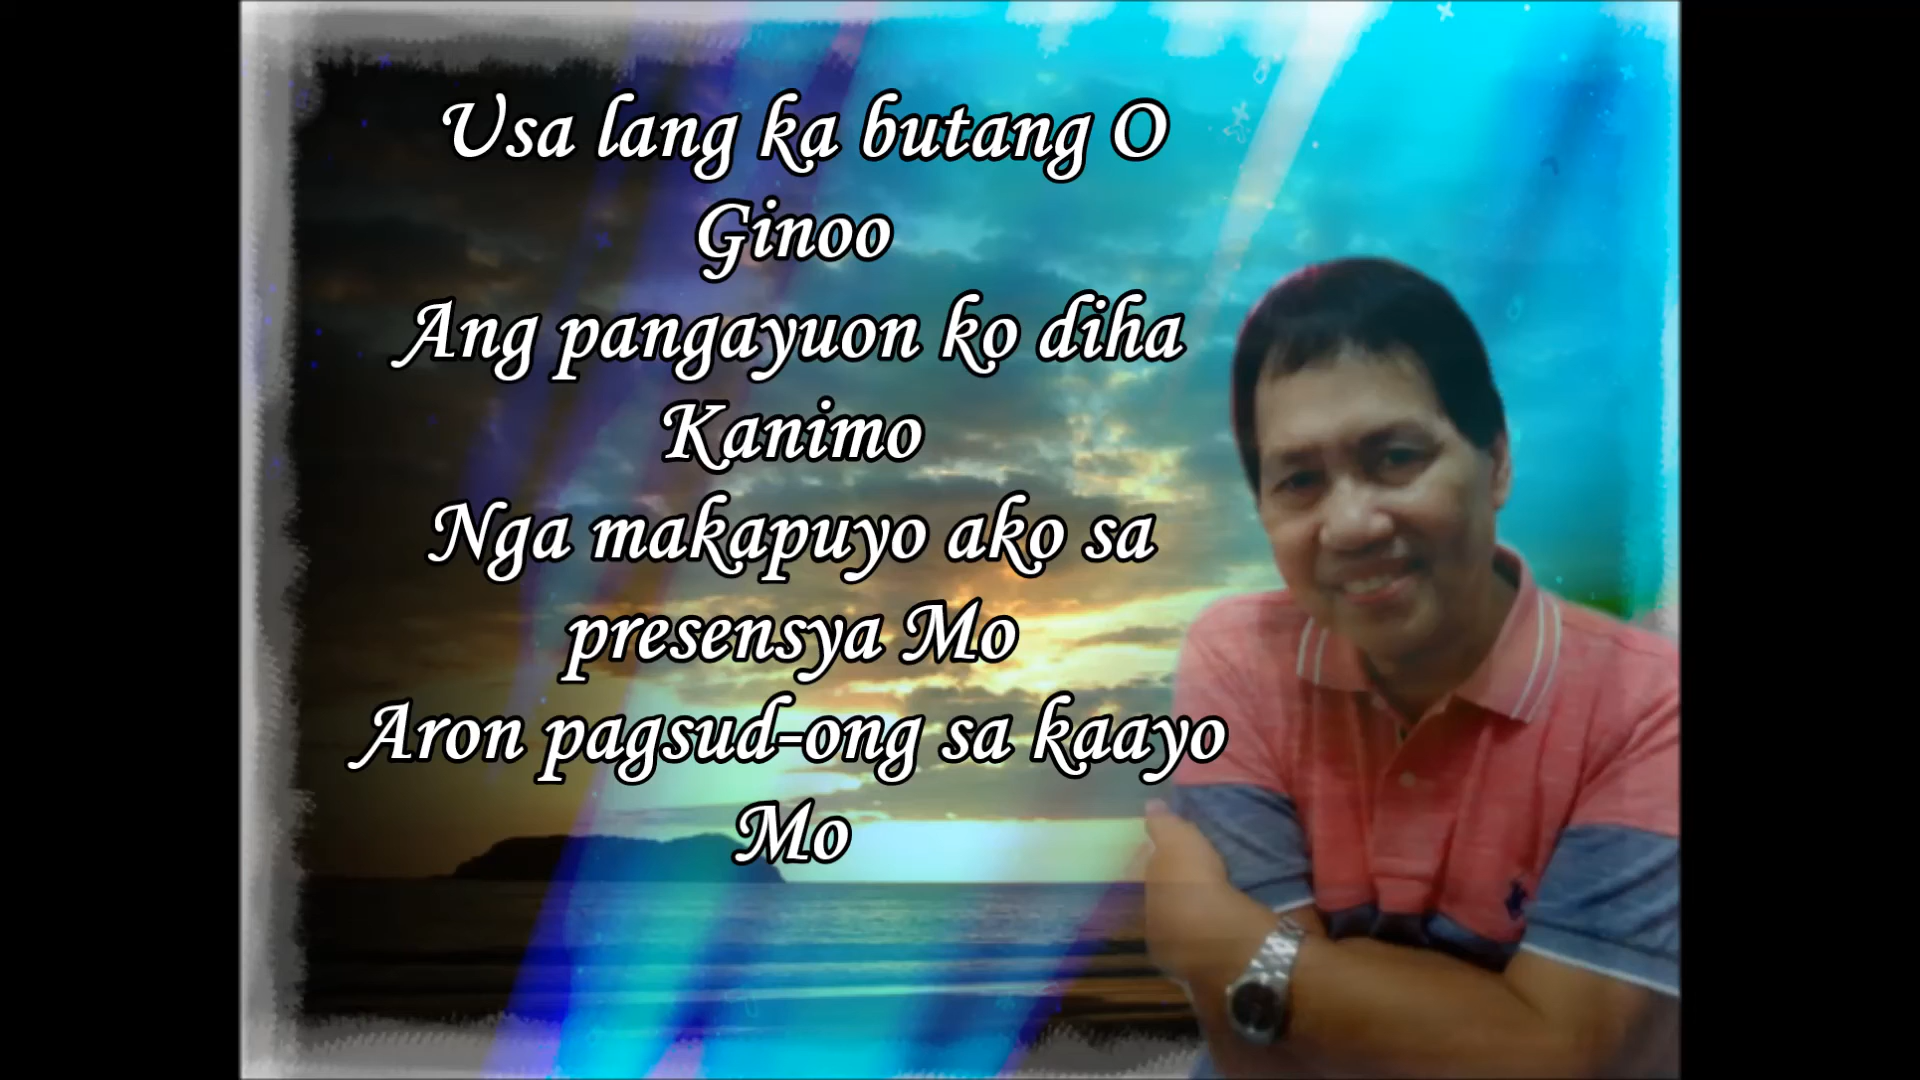 Usa lang ka butang O
Ginoo
Ang pangayuon ko diha
Kanimo
Nga makapuyo ako sa
presensya Mo
Aron pagsud-ong sa kaayo
Mo